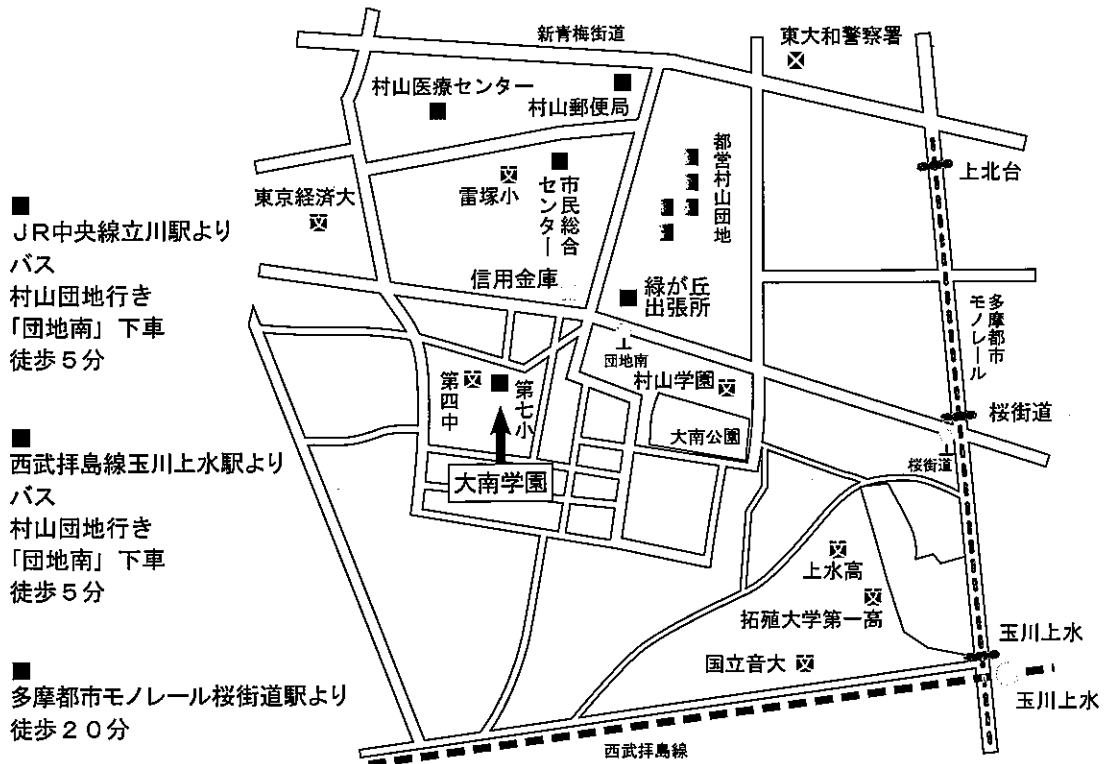 新青梅街道
東大和警察署
村山医療センター
村山郵便局
都営村山団地
上北台
雷塚小
市民総合
センター
東京経済大
■
JR中央線立川駅より
バス
村山団地行き
「団地南」下車
徒歩5分
信用金庫
緑が丘
出張所
多摩都市
モノレール
団地南
村山学園
第四中
第七小
大南公園
桜街道
桜街道
大南学園
■
西武拝島線玉川上水駅より
バス
村山団地行き
「団地南」下車
徒歩5分
上水高
拓殖大学第一高
国立音大
玉川上水
玉川上水
■
多摩都市モノレール桜街道駅より
徒歩20分
西武拝島線
文
文
文
文
文
文
文